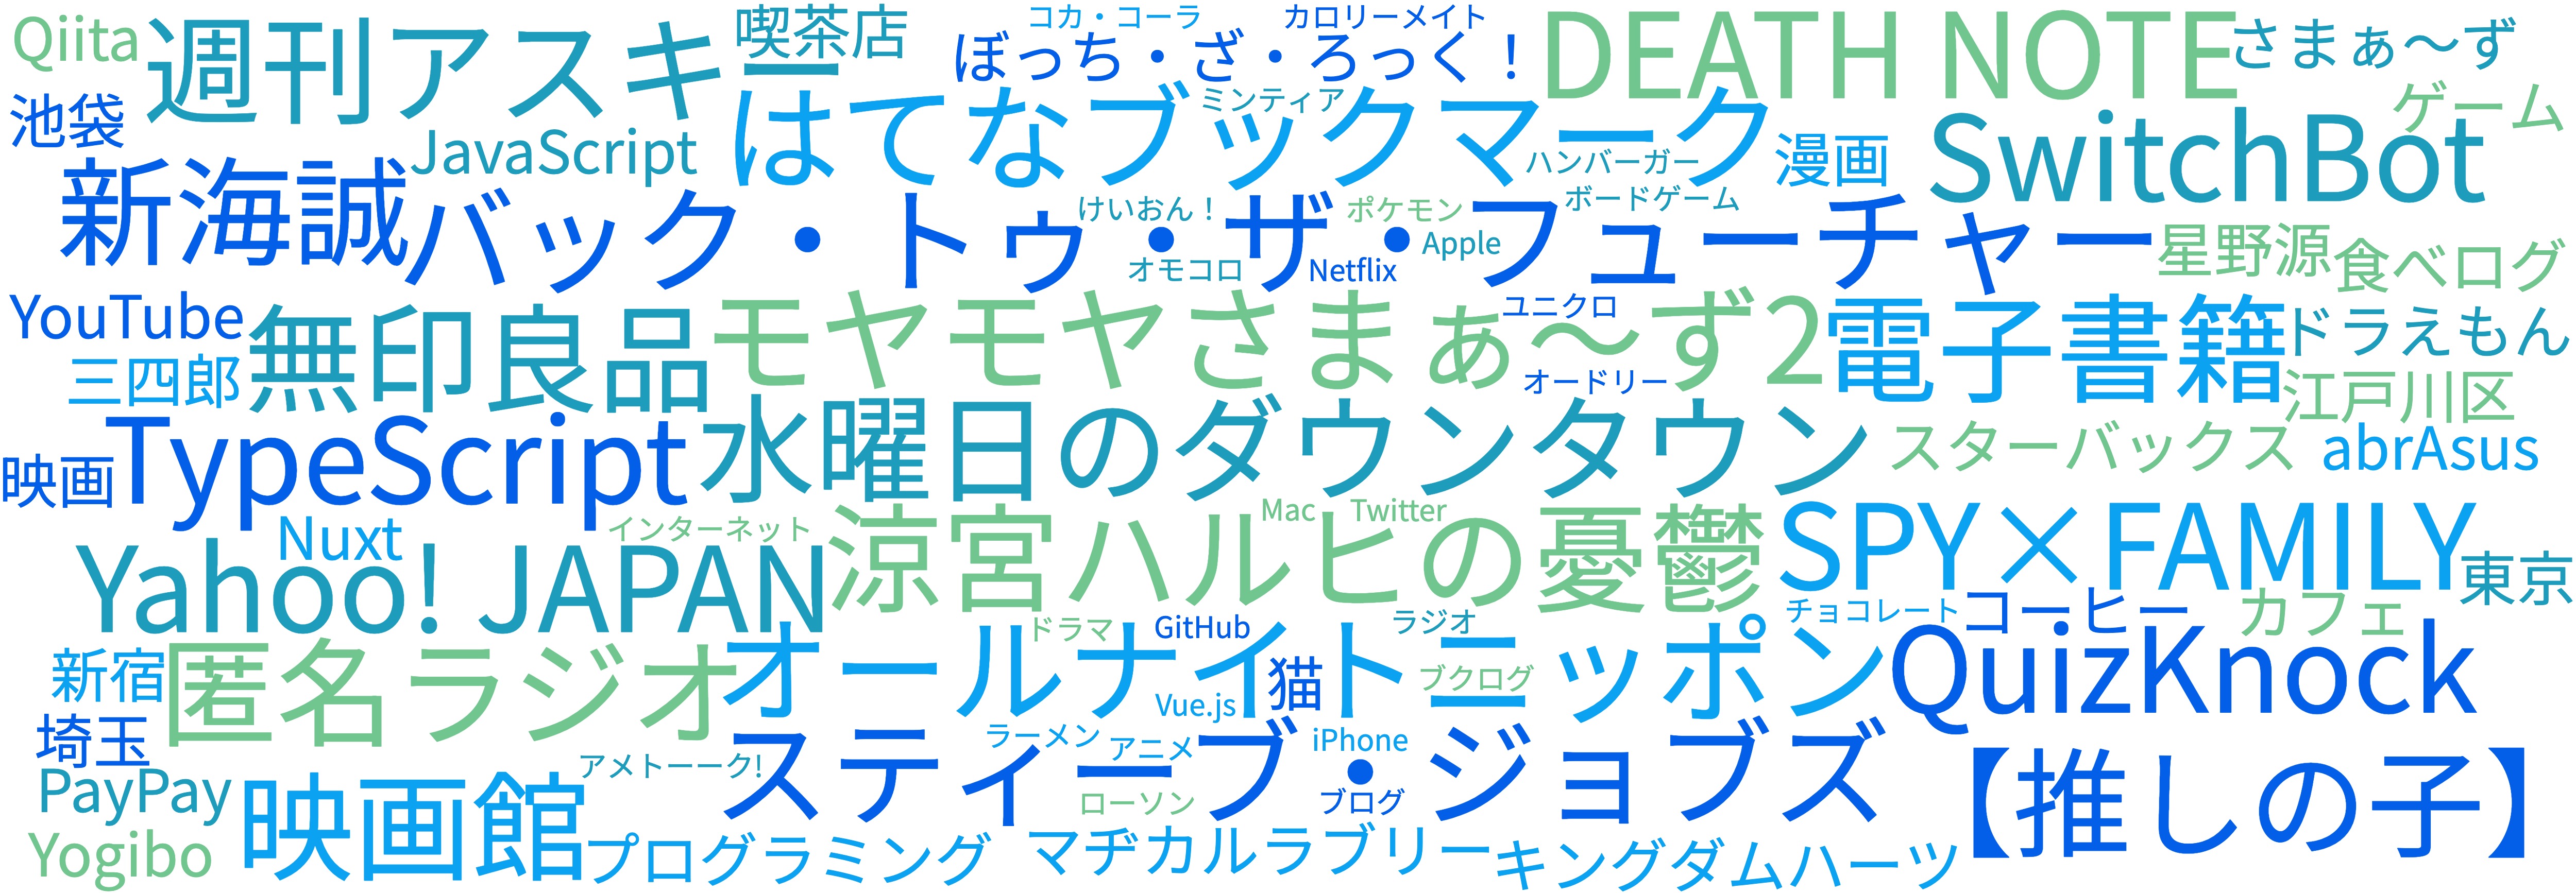 Qiita
週刊アスキー
喫茶店
コカ・コーラ
カロリーメイト
ぼっち・ざ・ろっく！
DEATH NOTE
さまぁ～ず
池袋
JavaScript
はてなブックマーク
ミンティア
ハンバーガー
漫画
SwitchBot
ゲーム
新海誠
バック・トゥ・ザ・フューチャー
けいおん！
ポケモン
ボードゲーム
Apple
オモコロ
Netflix
星野源
食べログ
YouTube
無印良品
モヤモヤさまぁ～ず2
ユニクロ
電子書籍
ドラえもん
三四郎
オードリー
江戸川区
映画
TypeScript
水曜日のダウンタウン
スターバックス
abrAsus
Nuxt
インターネット
Mac
Twitter
Yahoo! JAPAN
涼宮ハルヒの憂鬱
SPY×FAMILY
東京
ドラマ
GitHub
ラジオ
チョコレート
コーヒー
カフェ
新宿
匿名ラジオ
オールナイトニッポン
猫
ブクログ
QuizKnock
Vue.js
埼玉
ラーメン
アニメ
iPhone
アメトーーク!
スティーブ・ジョブズ
【推しの子】
PayPay
映画館
ローソン
ブログ
Yogibo
プログラミング
マヂカルラブリー
キングダムハーツ